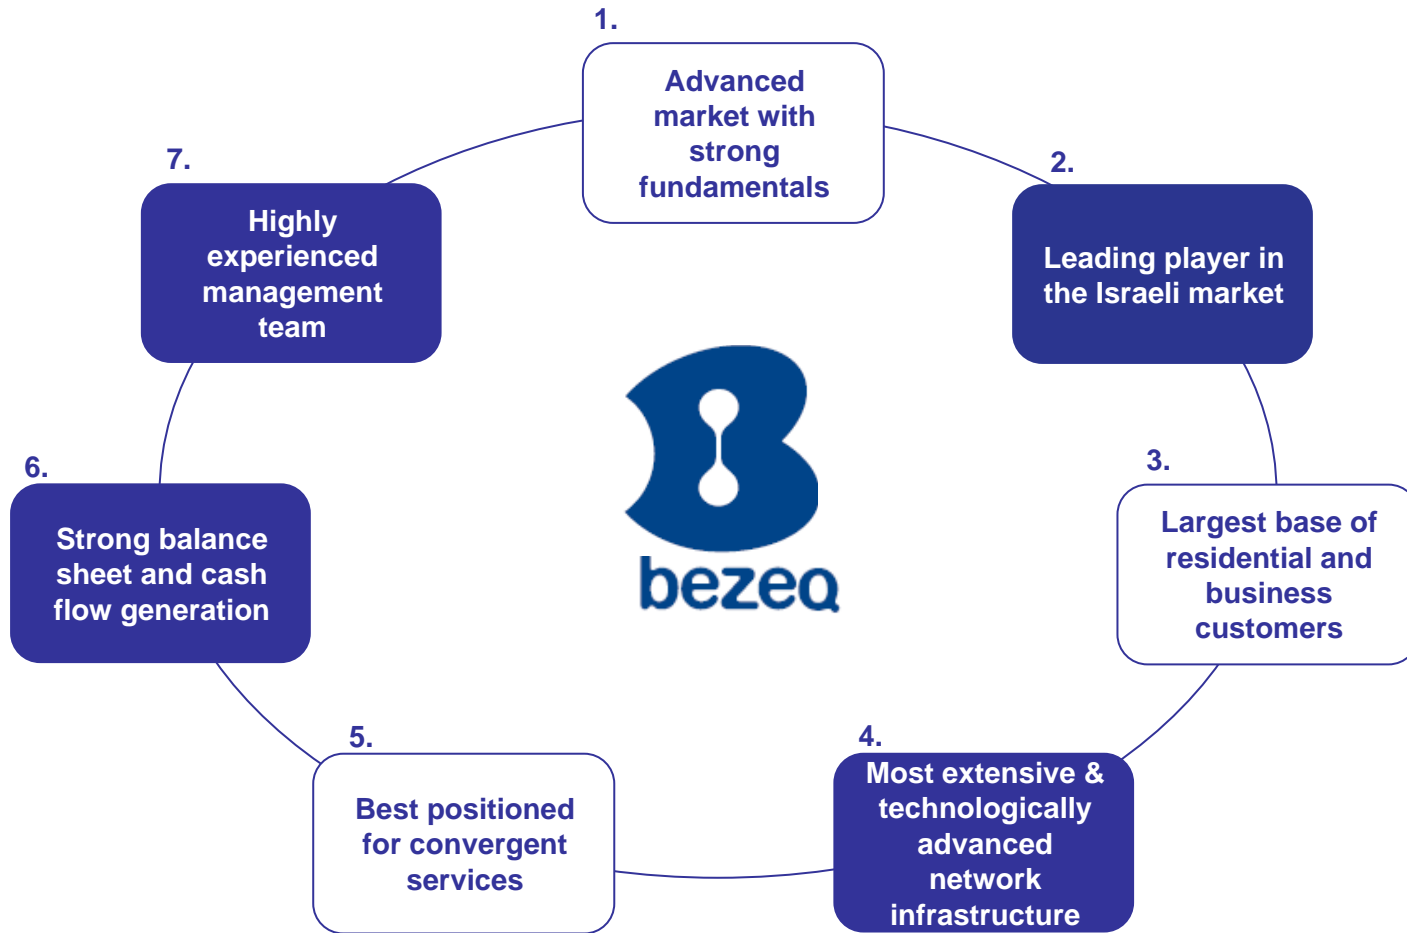 1.
Advanced
market with
strong
fundamentals
2.
Leading player in
the Israeli market
3.
Largest base of
residential and
business
customers
4.
Most extensive &
technologically
advanced
network
infrastructure
5.
Best positioned
for convergent
services
6.
Strong balance
sheet and cash
flow generation
7.
Highly
experienced
management
team
bezeq